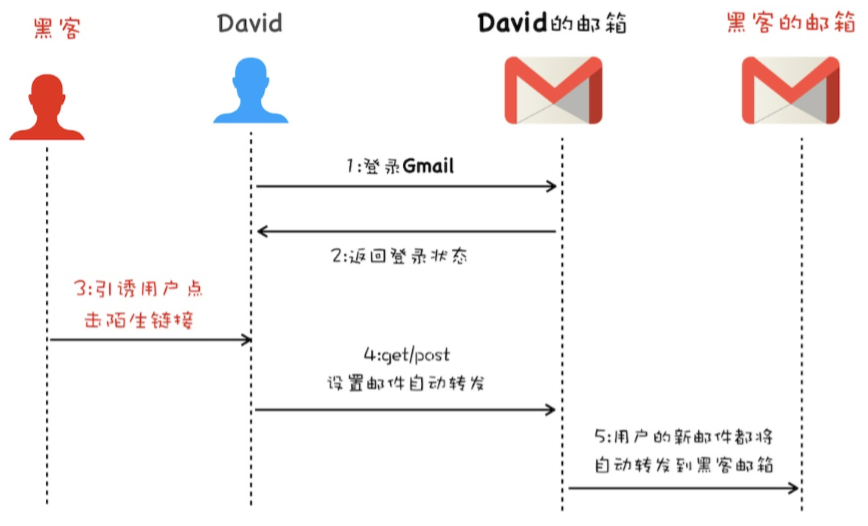 黑客
David
David的邮箱
黑客的邮箱
1:登录Gmail
2:返回登录状态
3:引诱用户点
击陌生链接
4:get/post
设置邮件自动转发
5:用户的新邮件都将
自动转发到黑客邮箱